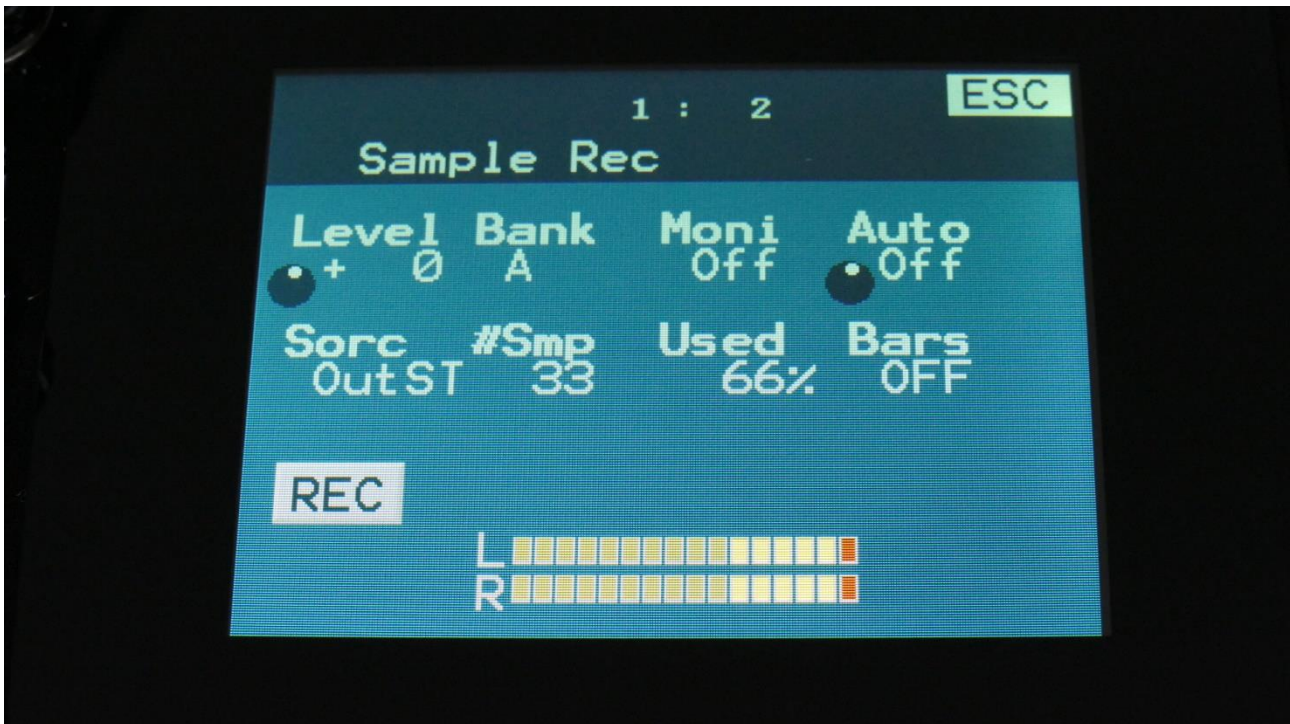 1 : 2 ESC
Sample Rec
Level Bank Moni Auto
+ 0 A Off Off
Sorc #Smp Used Bars
OutST 33 66% OFF
REC
L
R